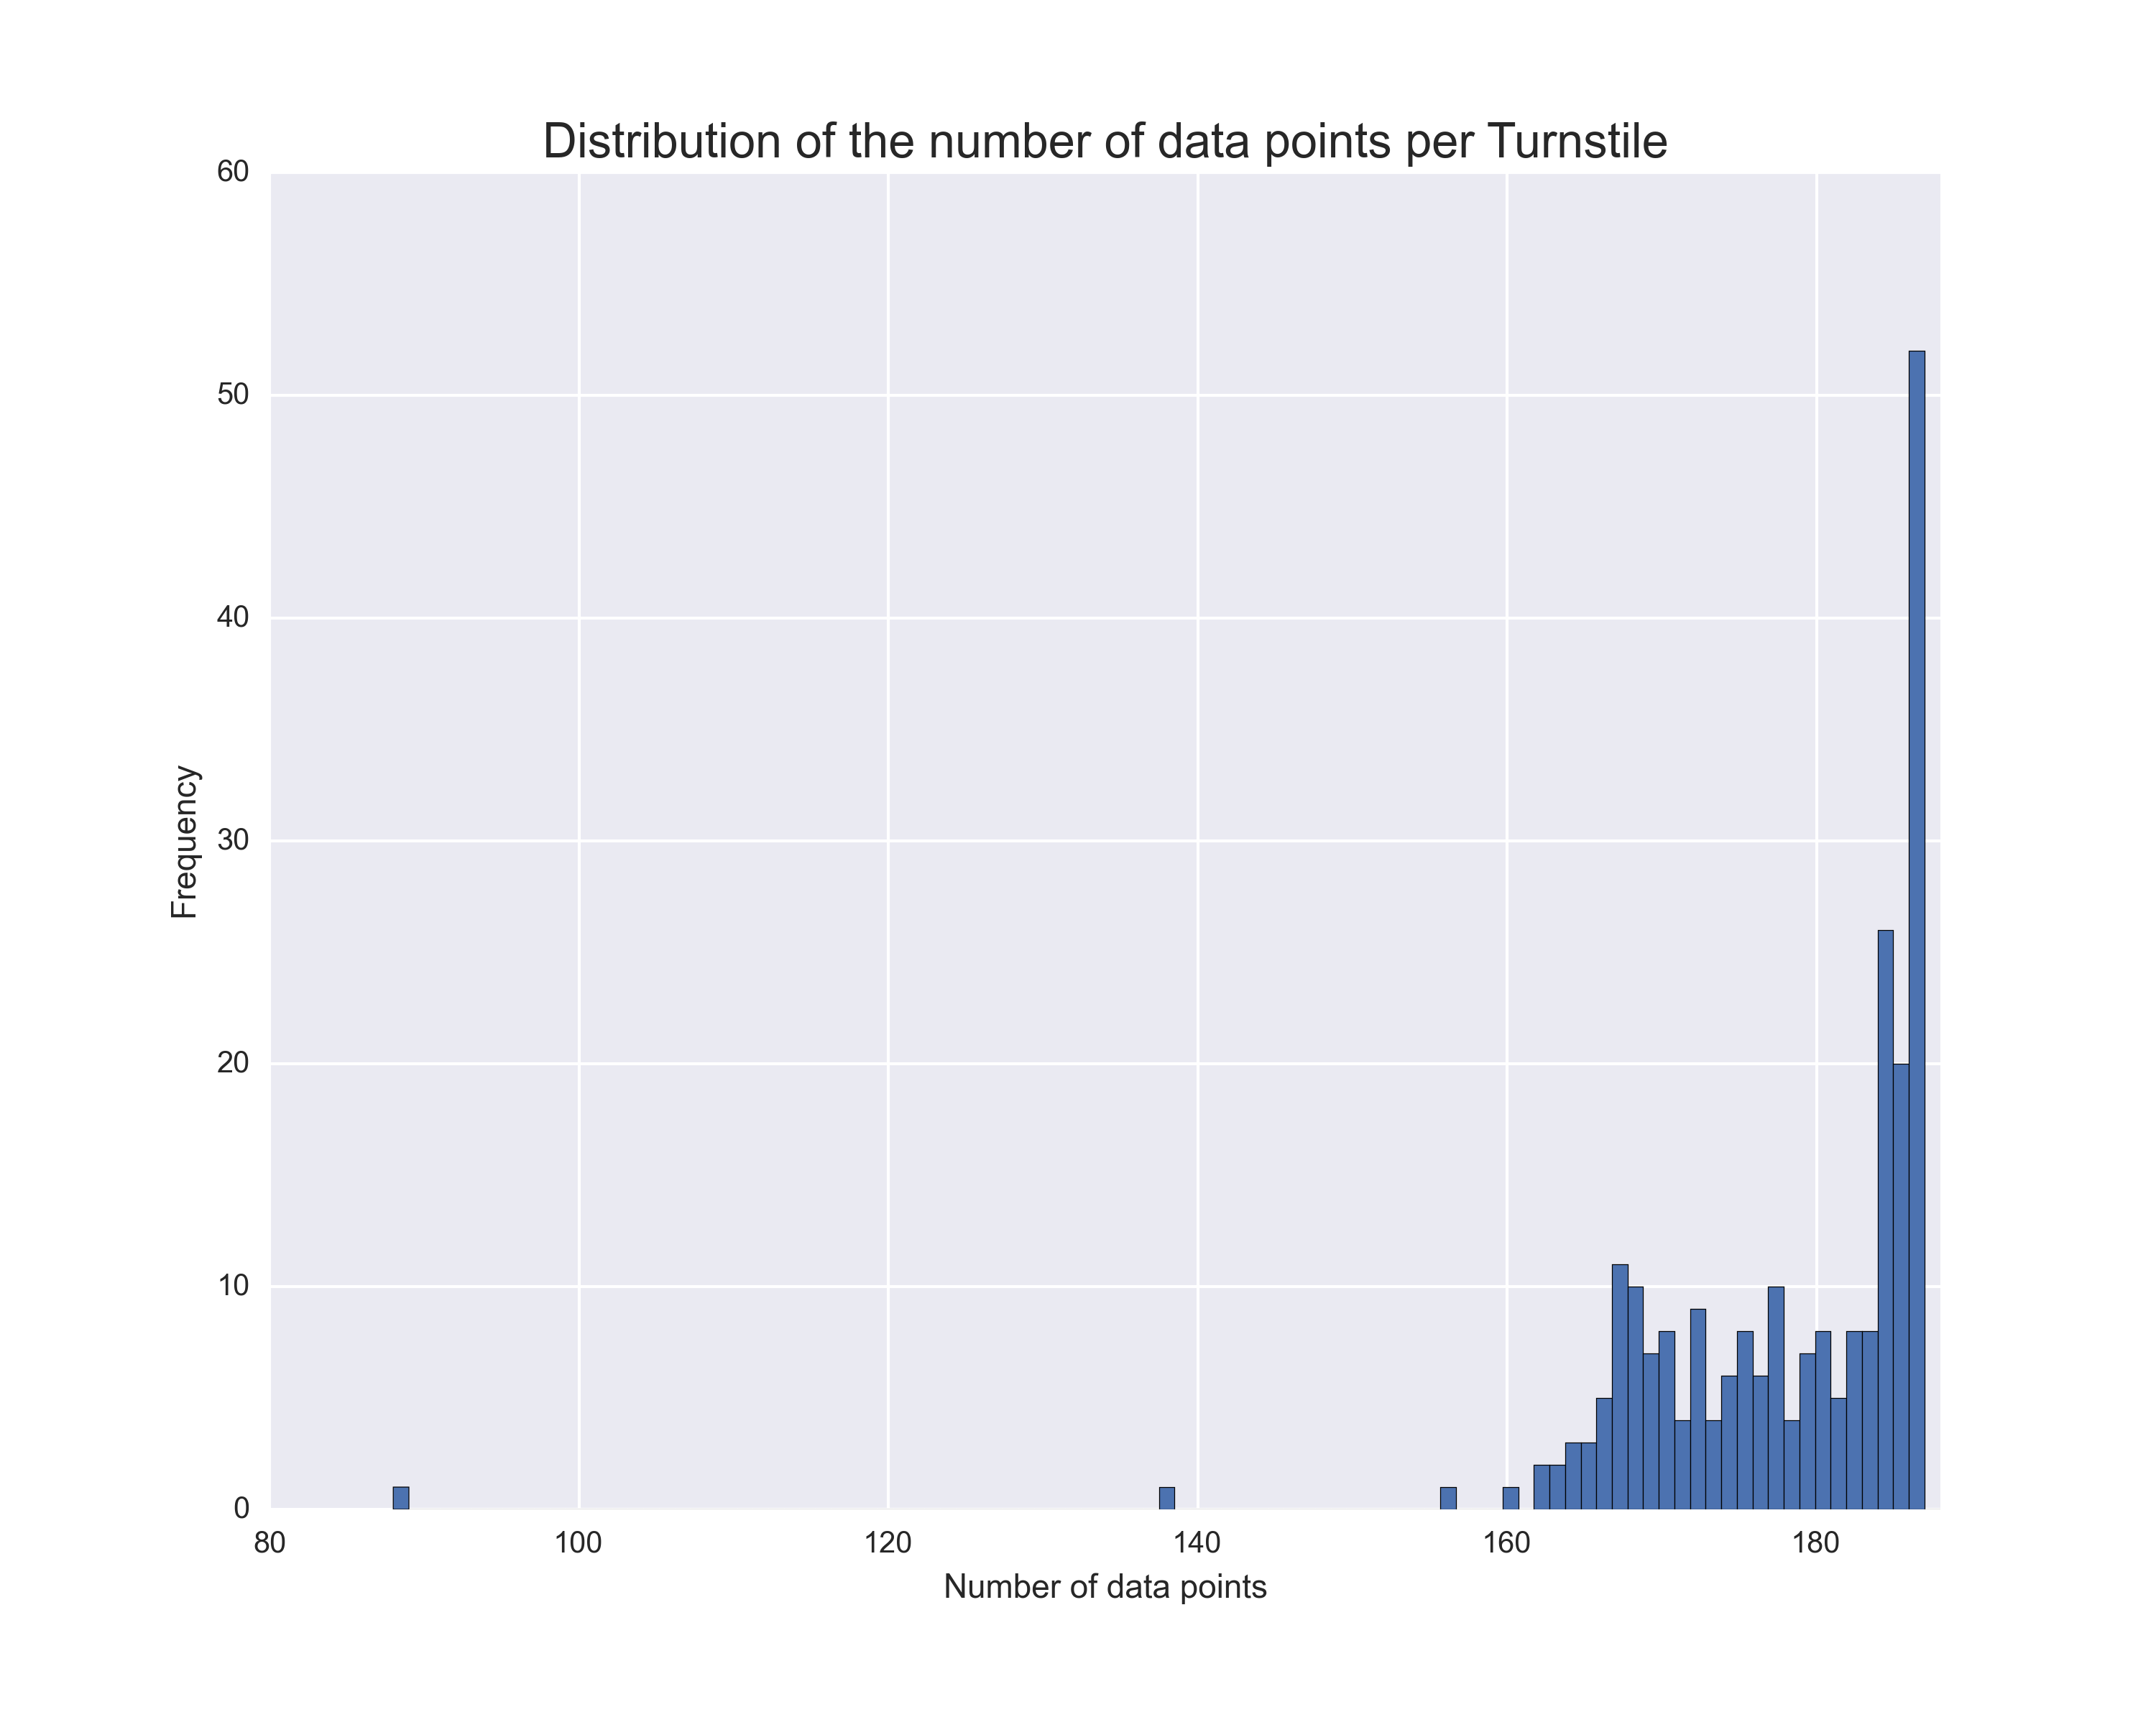 Distribution of the number of data points per Turnstile
60
50
40
30
20
10
0
80 100 120 140 160 180
Number of data points
Frequency